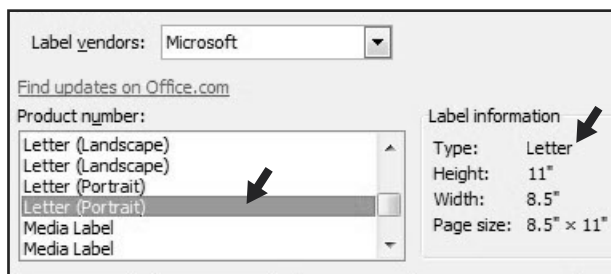 Label vendors: Microsoft
Find updates on Office.com
Product number:
Letter (Landscape)
Letter (Landscape)
Letter (Portrait)
Letter (Portrait)
Media Label
Media Label
Label information
Type: Letter
Height: 11"
Width: 8.5"
Page size: 8.5" × 11"